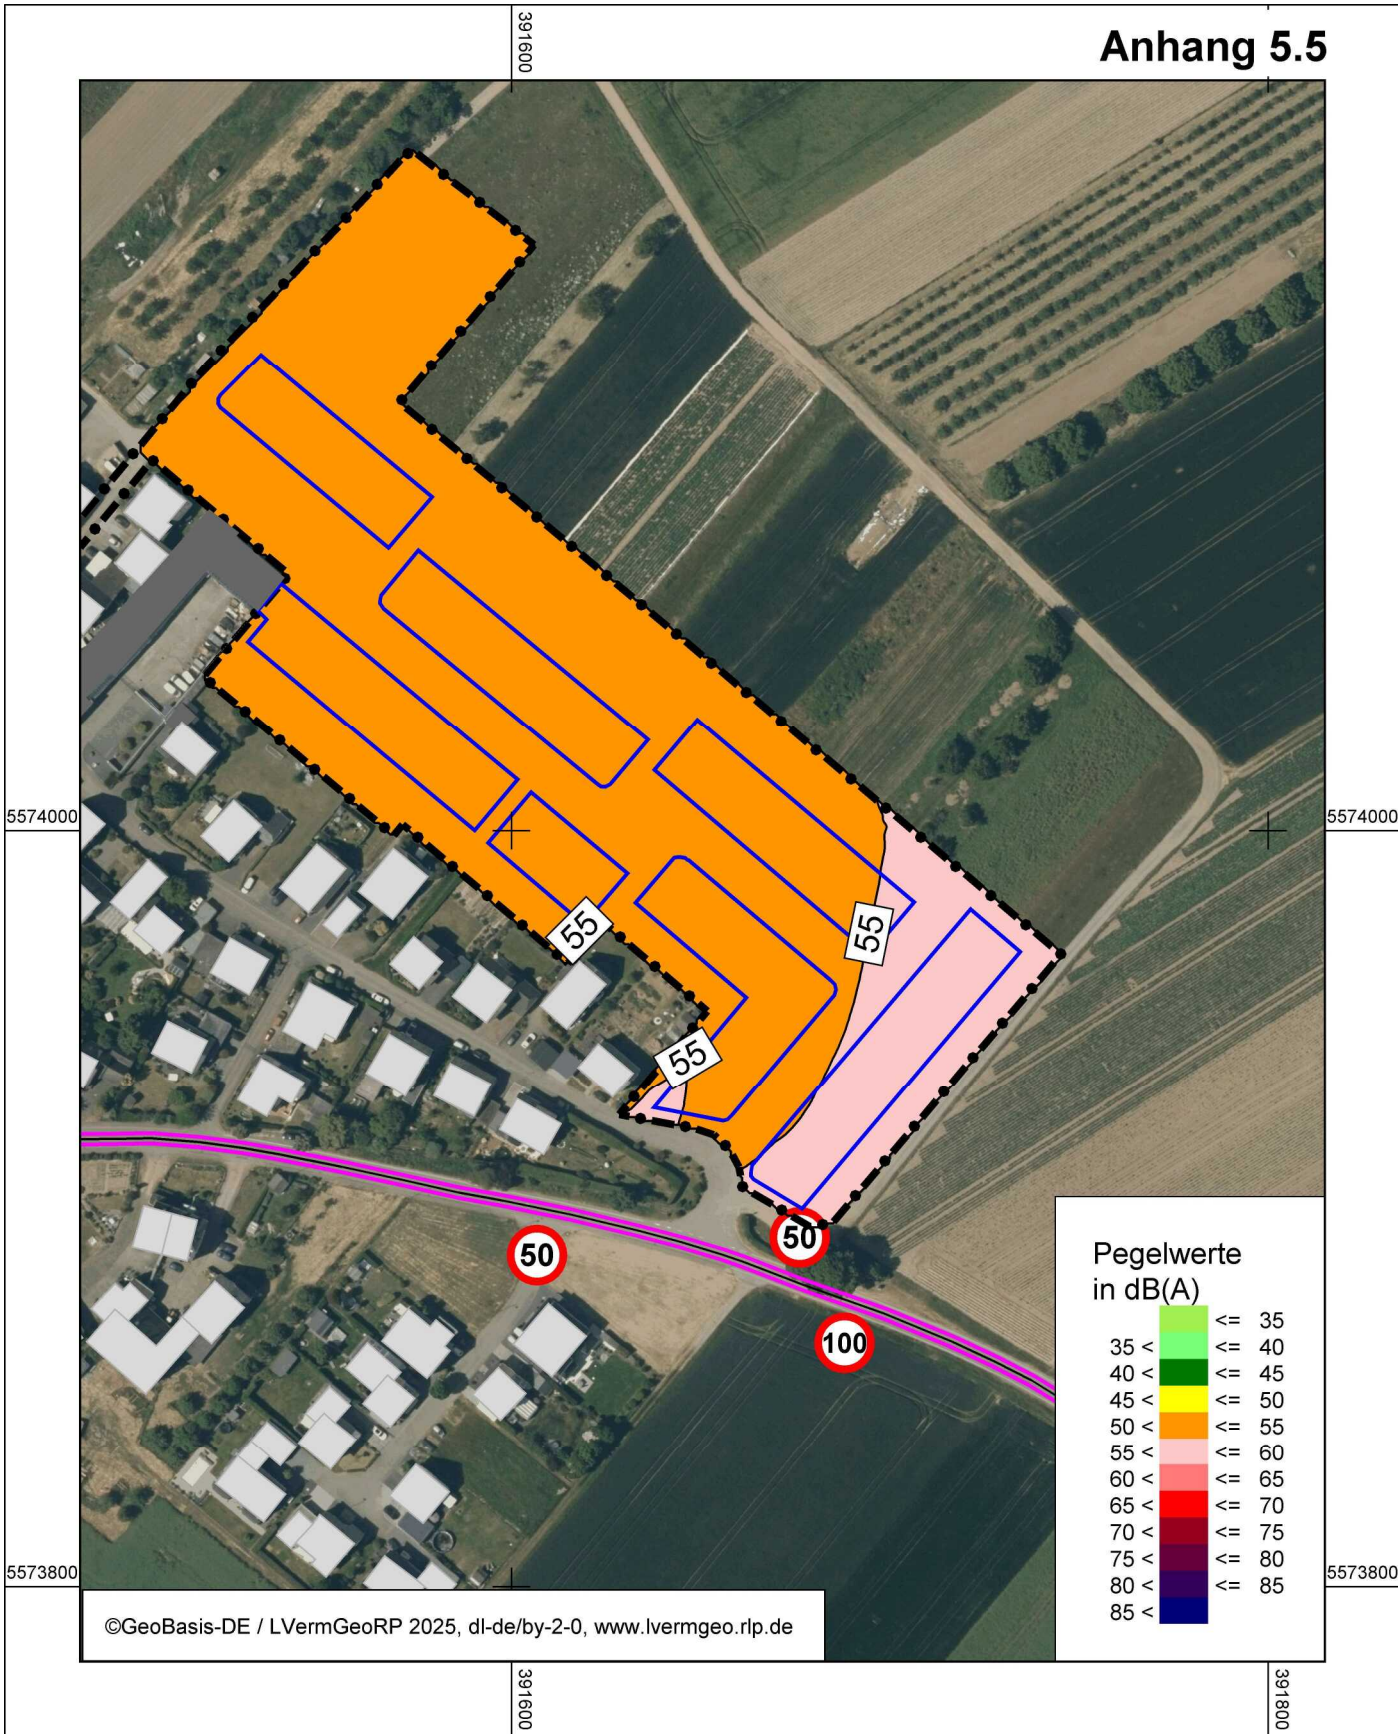 391600
Anhang 5.5
5574000
5574000
55
55
55
50
50
100
Pegelwerte
in dB(A)
<= 35
35 < <= 40
40 < <= 45
45 < <= 50
50 < <= 55
55 < <= 60
60 < <= 65
65 < <= 70
70 < <= 75
75 < <= 80
80 < <= 85
85 <
5573800
5573800
©GeoBasis-DE / LVermGeoRP 2025, dl-de/by-2-0, www.lvermgeo.rlp.de
391600
391800